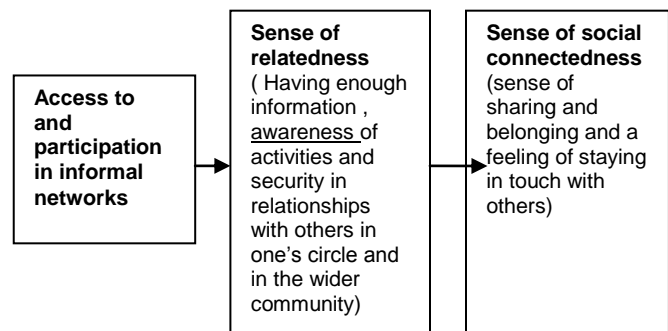 Access to
and
participation
in informal
networks
Sense of
relatedness
( Having enough
information ,
awareness of
activities and
security in
relationships
with others in
one's circle and
in the wider
community)
Sense of social
connectedness
(sense of
sharing and
belonging and a
feeling of staying
in touch with
others)